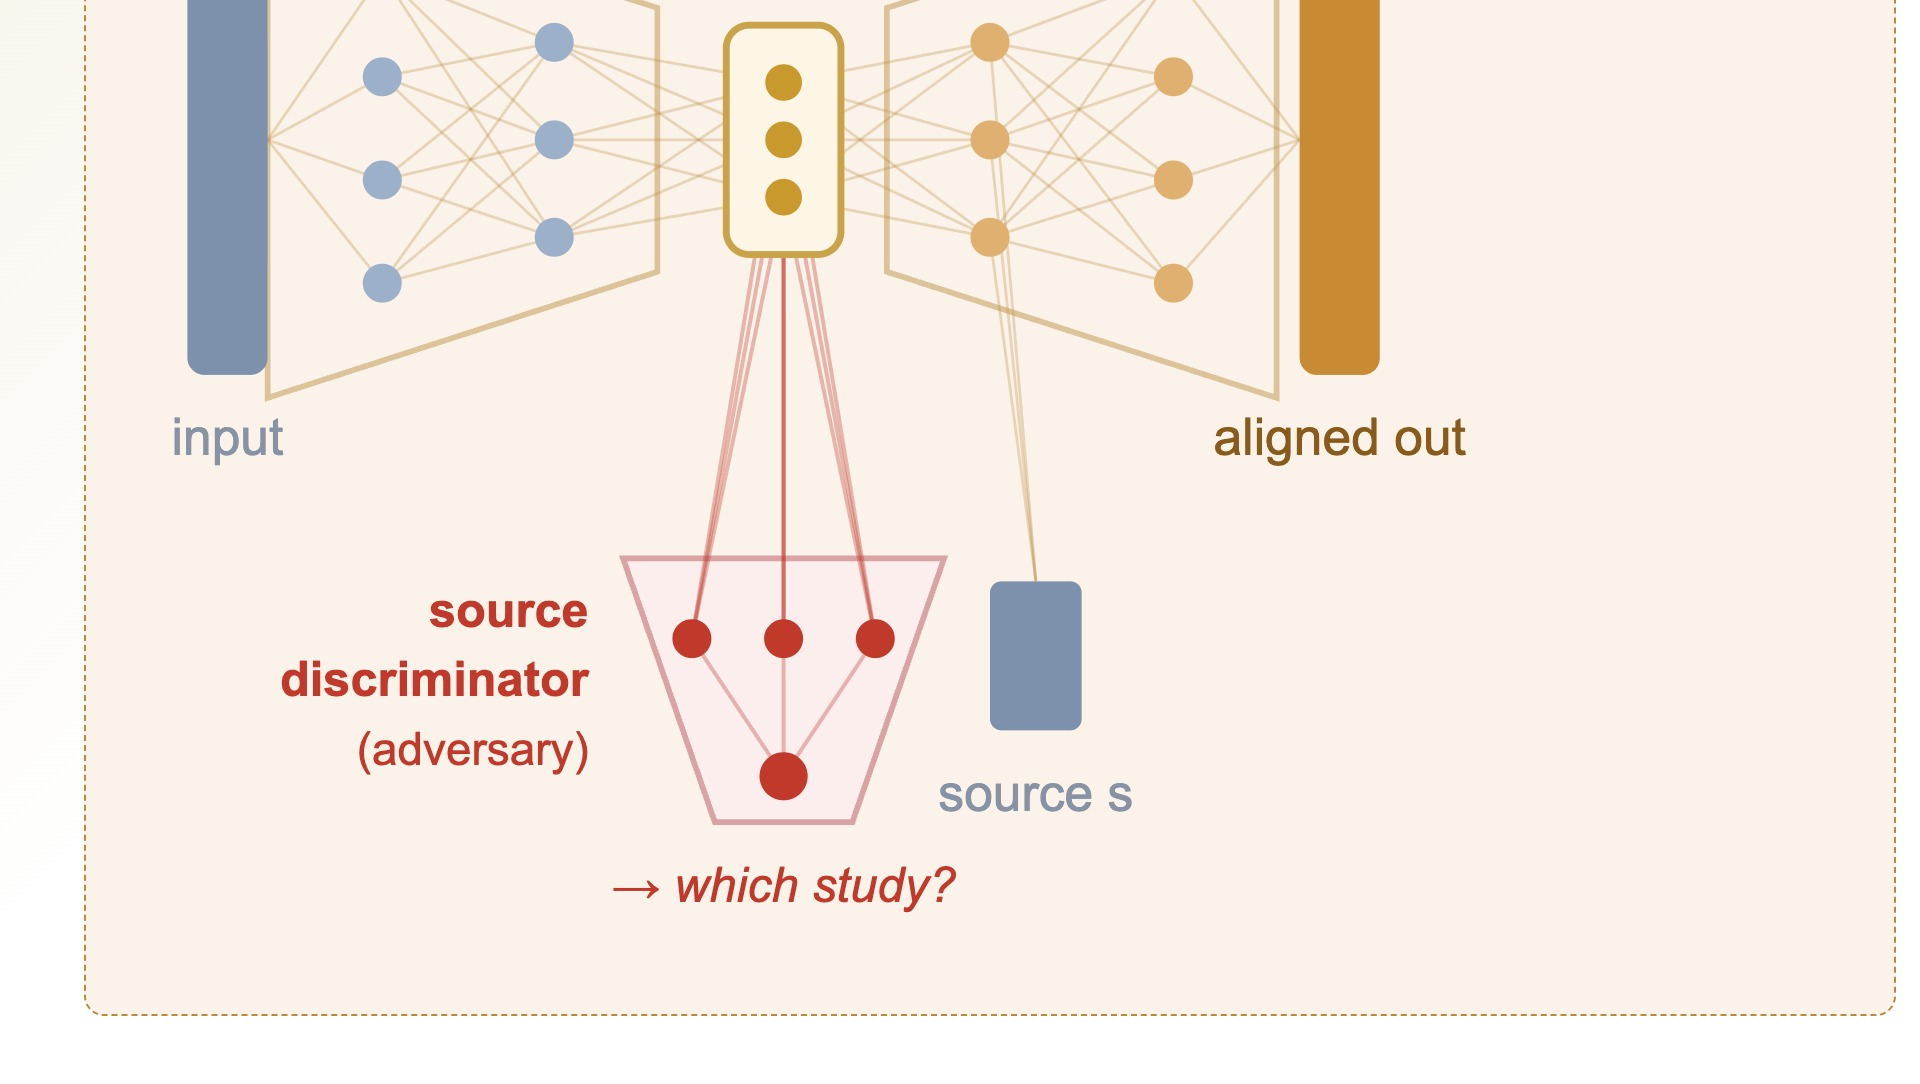 input
aligned out
source
discriminator
(adversary)
source s
→ which study?